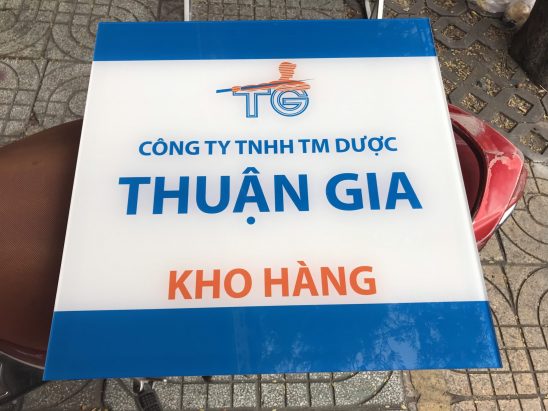 TG
CÔNG TY TNHH TM DƯỢC
THUẬN GIA
KHO HÀNG